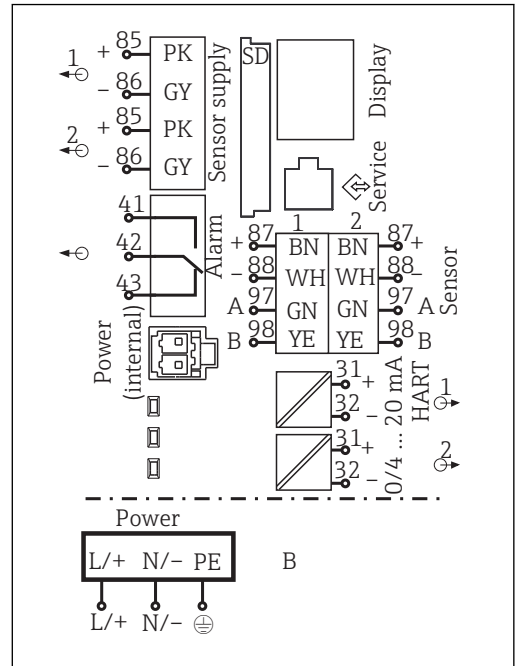 1 + 85 PK
− 86 GY
2 + 85 PK
− 86 GY
Sensor supply
SD
Display
Service
41
42
43
Alarm
1 2
+ 87 BN BN 87 +
− 88 WH WH 88 −
A 97 GN GN 97 A
B 98 YE YE 98 B
Sensor
Power
(internal)
31 +
32 −
1
31 +
32 −
2
0/4 ... 20 mA
HART
Power
L/+ N/− PE
B
L/+ N/−